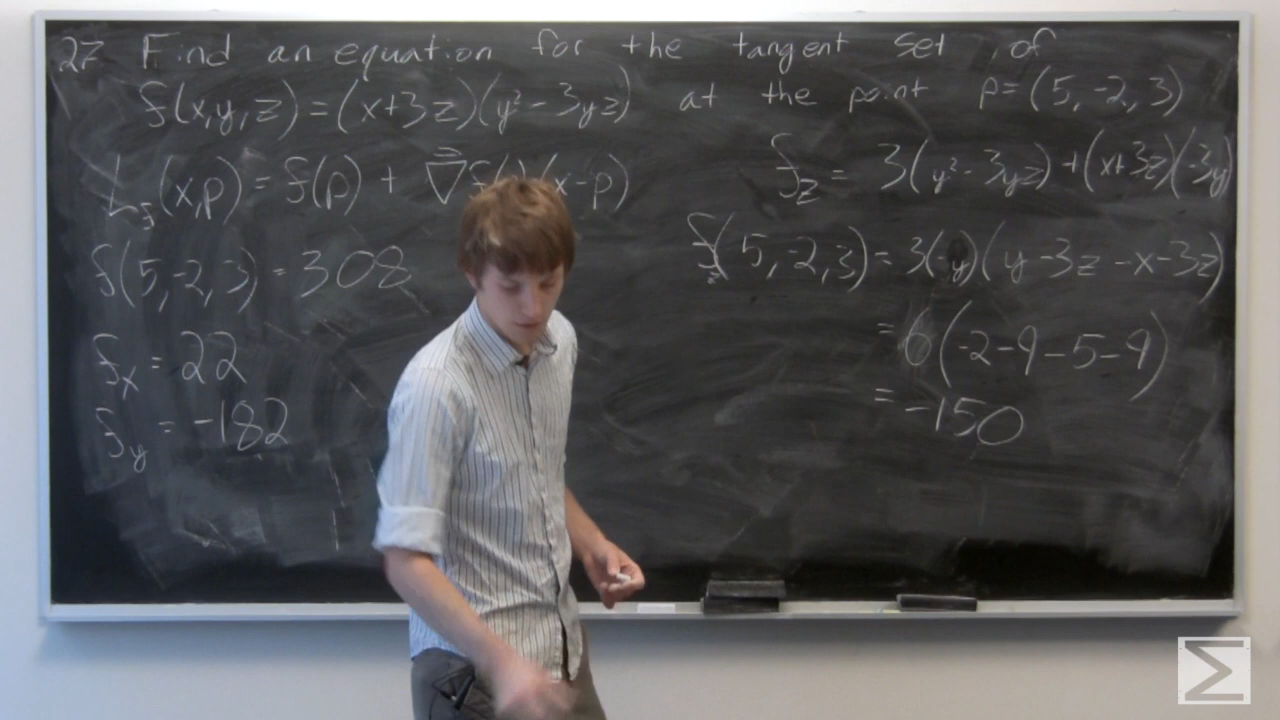 27 Find an equation for the tangent set of
f(x,y,z)=(x+3z)(y²-3yz) at the point p=(5,-2,3)
L_f(x,p)=f(p)+∇f( )(x-p)
f(5,-2,3)=308
f_x=22
f_y=-182
f_z=3(y²-3yz)+(x+3z)(-3y)
f_z(5,-2,3)=3(y)(y-3z-x-3z)
=6(-2-9-5-9)
=-150
Σ